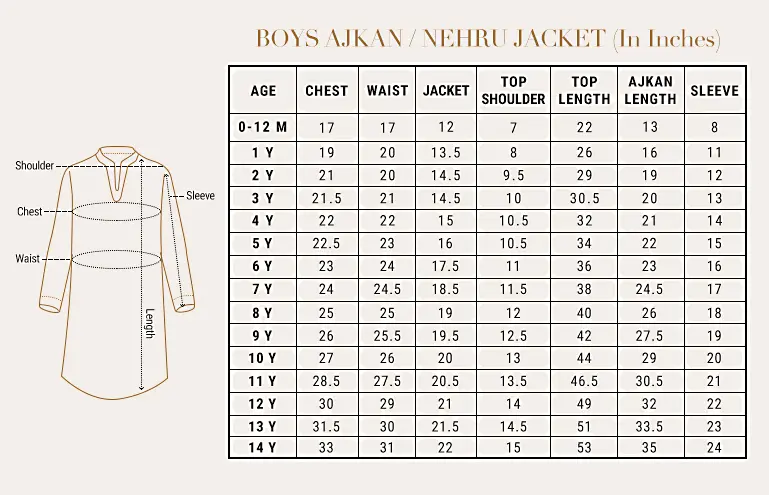 BOYS AJKAN / NEHRU JACKET (In Inches)
AGE CHEST WAIST JACKET TOP SHOULDER TOP LENGTH AJKAN LENGTH SLEEVE
0-12 M 17 17 12 7 22 13 8
1 Y 19 20 13.5 8 26 16 11
2 Y 21 20 14.5 9.5 29 19 12
3 Y 21.5 21 14.5 10 30.5 20 13
4 Y 22 22 15 10.5 32 21 14
5 Y 22.5 23 16 10.5 34 22 15
6 Y 23 24 17.5 11 36 23 16
7 Y 24 24.5 18.5 11.5 38 24.5 17
8 Y 25 25 19 12 40 26 18
9 Y 26 25.5 19.5 12.5 42 27.5 19
10 Y 27 26 20 13 44 29 20
11 Y 28.5 27.5 20.5 13.5 46.5 30.5 21
12 Y 30 29 21 14 49 32 22
13 Y 31.5 30 21.5 14.5 51 33.5 23
14 Y 33 31 22 15 53 35 24
Shoulder
Sleeve
Chest
Waist
Length